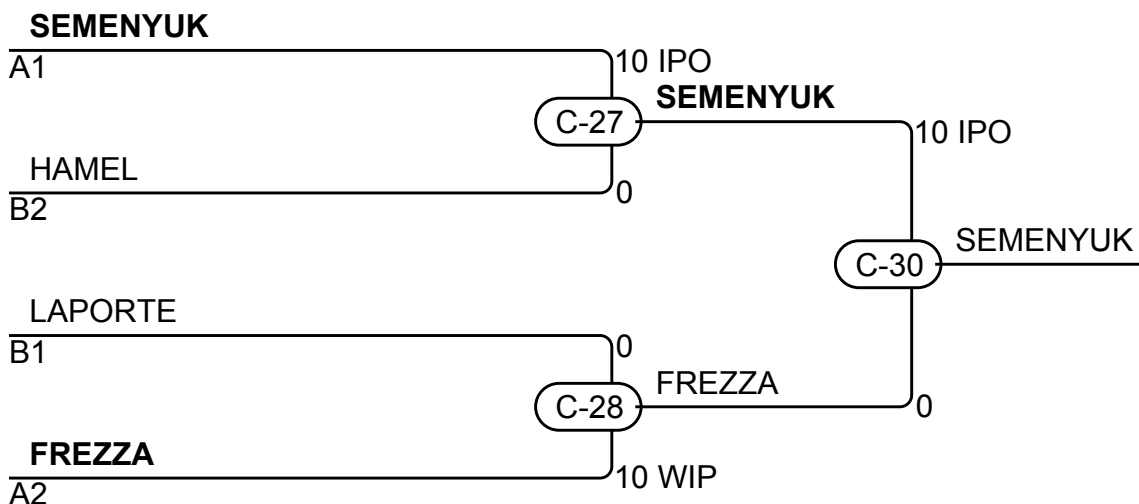 SEMENYUK
A1
10 IPO
SEMENYUK
C-27
10 IPO
HAMEL
B2
0
SEMENYUK
C-30
LAPORTE
B1
0
FREZZA
C-28
0
FREZZA
A2
10 WIP